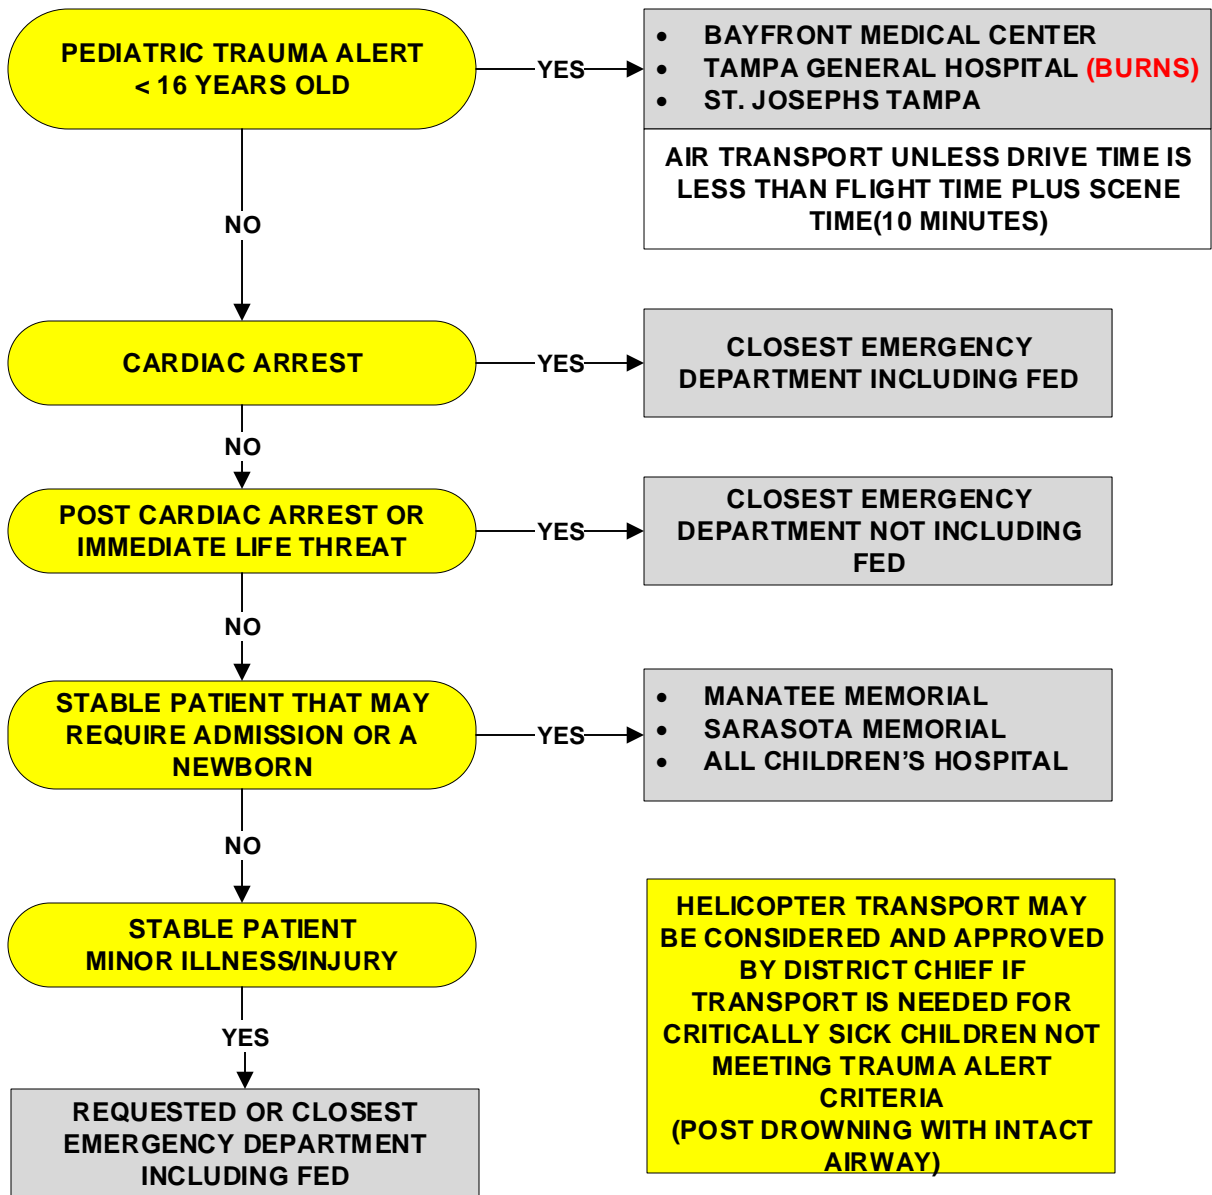 PEDIATRIC TRAUMA ALERT
< 16 YEARS OLD
YES
• BAYFRONT MEDICAL CENTER
• TAMPA GENERAL HOSPITAL (BURNS)
• ST. JOSEPHS TAMPA
AIR TRANSPORT UNLESS DRIVE TIME IS
LESS THAN FLIGHT TIME PLUS SCENE
TIME(10 MINUTES)
NO
CARDIAC ARREST
YES
CLOSEST EMERGENCY
DEPARTMENT INCLUDING FED
NO
POST CARDIAC ARREST OR
IMMEDIATE LIFE THREAT
YES
CLOSEST EMERGENCY
DEPARTMENT NOT INCLUDING
FED
NO
STABLE PATIENT THAT MAY
REQUIRE ADMISSION OR A
NEWBORN
YES
• MANATEE MEMORIAL
• SARASOTA MEMORIAL
• ALL CHILDREN’S HOSPITAL
NO
STABLE PATIENT
MINOR ILLNESS/INJURY
YES
REQUESTED OR CLOSEST
EMERGENCY DEPARTMENT
INCLUDING FED
HELICOPTER TRANSPORT MAY
BE CONSIDERED AND APPROVED
BY DISTRICT CHIEF IF
TRANSPORT IS NEEDED FOR
CRITICALLY SICK CHILDREN NOT
MEETING TRAUMA ALERT
CRITERIA
(POST DROWNING WITH INTACT
AIRWAY)